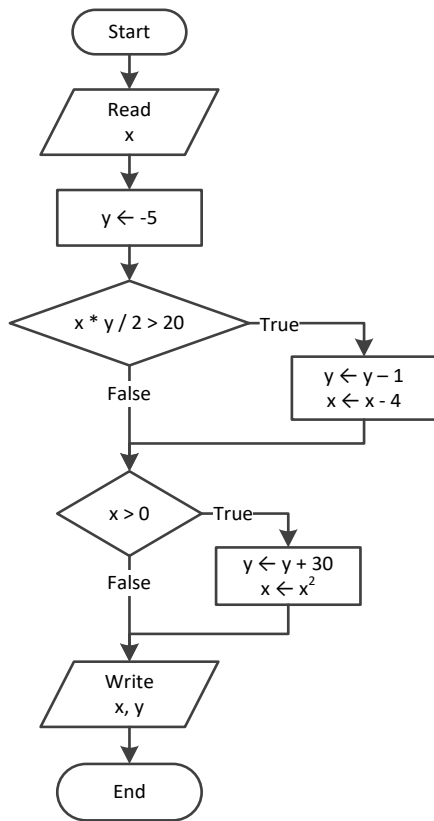 Start
Read
x
y ← -5
x * y / 2 > 20
True
y ← y – 1
x ← x - 4
False
x > 0
True
y ← y + 30
x ← x²
False
Write
x, y
End